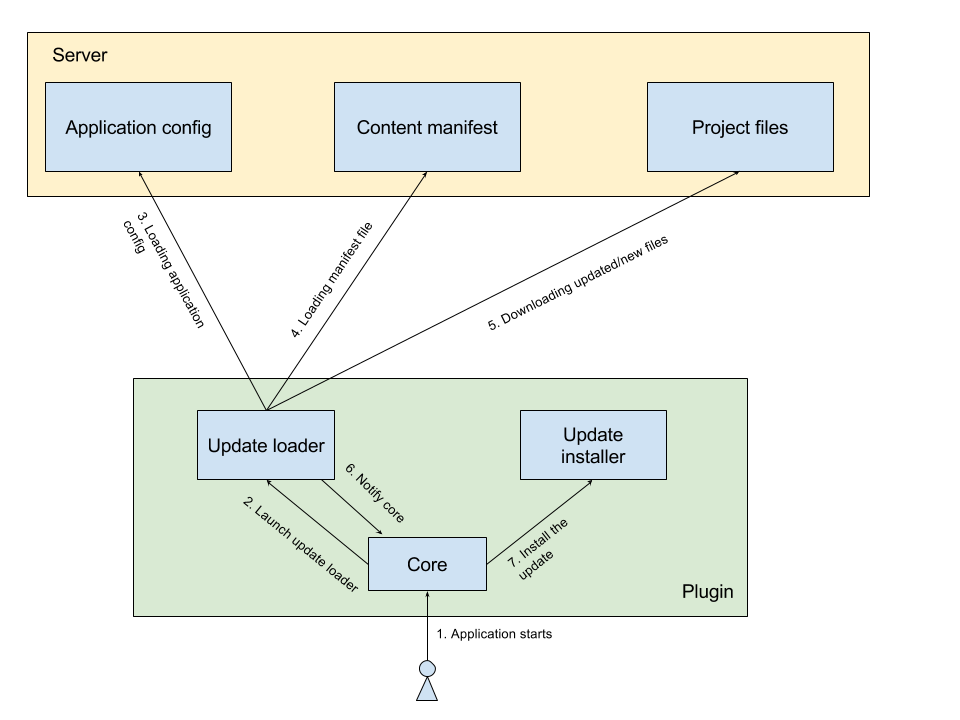 Server
Application config
Content manifest
Project files
3. Loading application
config
4. Loading manifest file
5. Downloading updated/new files
Update loader
Update
installer
6. Notify core
2. Launch update loader
7. Install the
update
Core
Plugin
1. Application starts